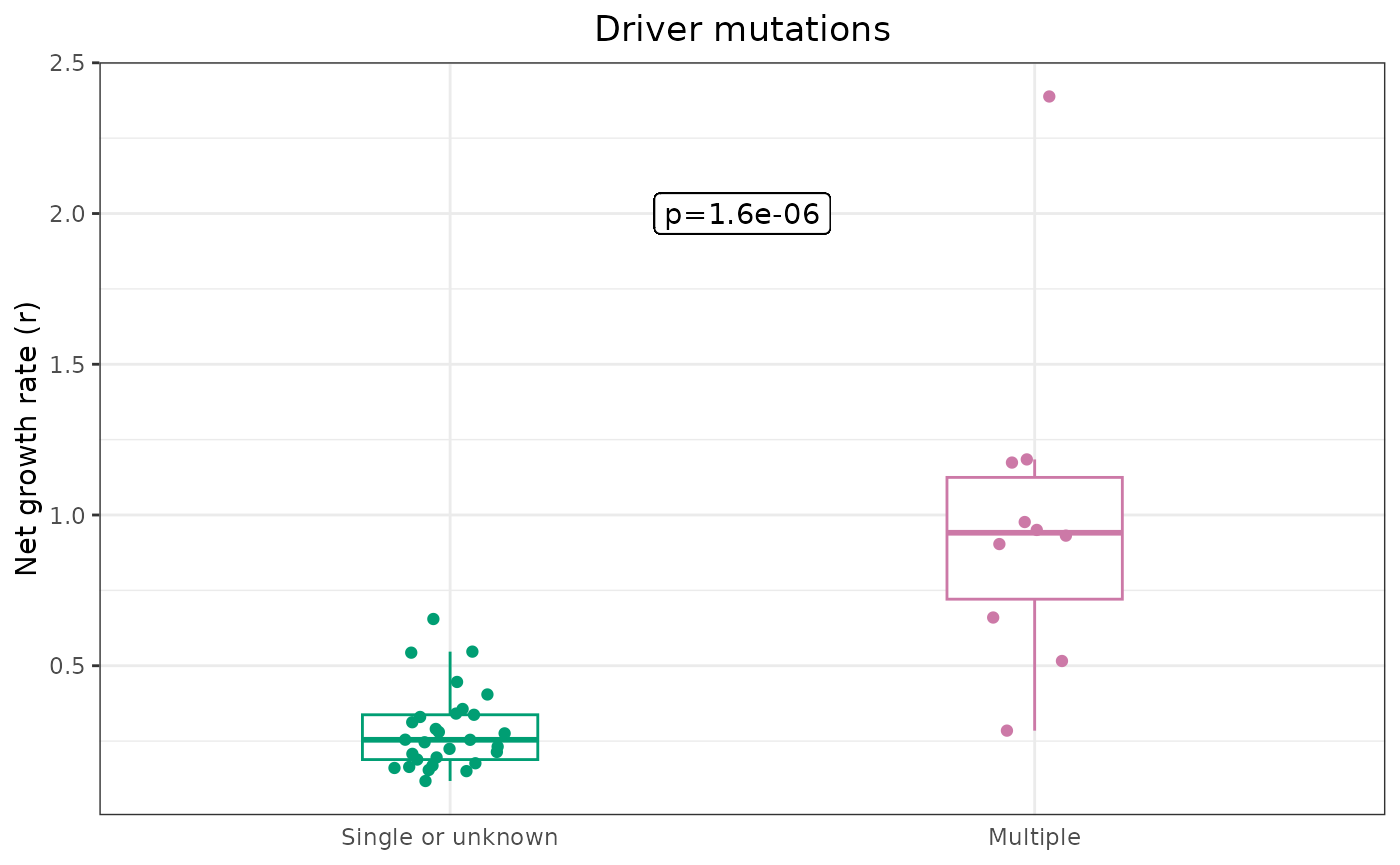 Driver mutations
2.5
2.0
1.5
1.0
0.5
Net growth rate (r)
p=1.6e-06
Single or unknown
Multiple